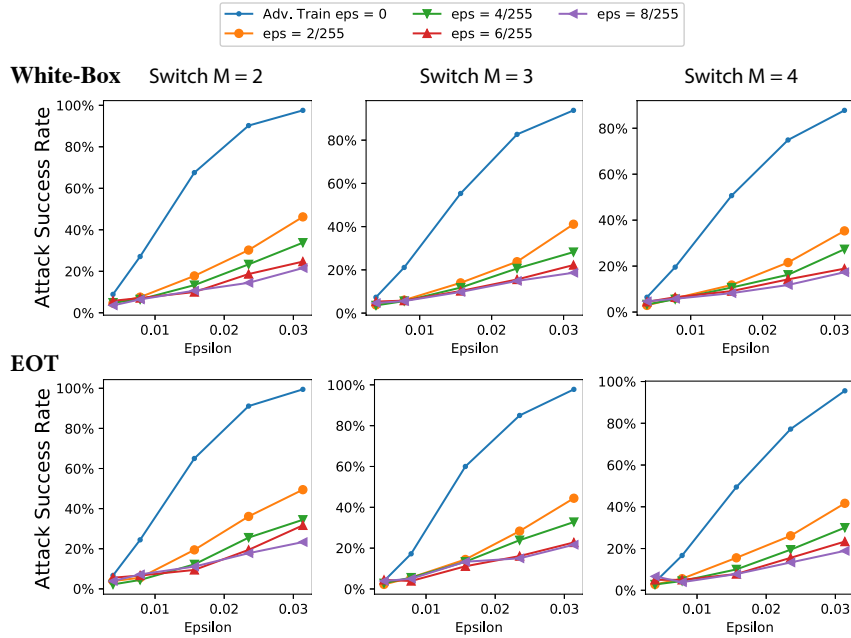 Adv. Train eps = 0 eps = 4/255 eps = 8/255
eps = 2/255 eps = 6/255
White-Box Switch M = 2 Switch M = 3 Switch M = 4
Attack Success Rate
100%
80%
60%
40%
20%
0%
0.01 0.02 0.03
Epsilon
80%
60%
40%
20%
0%
0.01 0.02 0.03
Epsilon
80%
60%
40%
20%
0%
0.01 0.02 0.03
Epsilon
EOT
Attack Success Rate
100%
80%
60%
40%
20%
0%
0.01 0.02 0.03
Epsilon
100%
80%
60%
40%
20%
0%
0.01 0.02 0.03
Epsilon
100%
80%
60%
40%
20%
0%
0.01 0.02 0.03
Epsilon